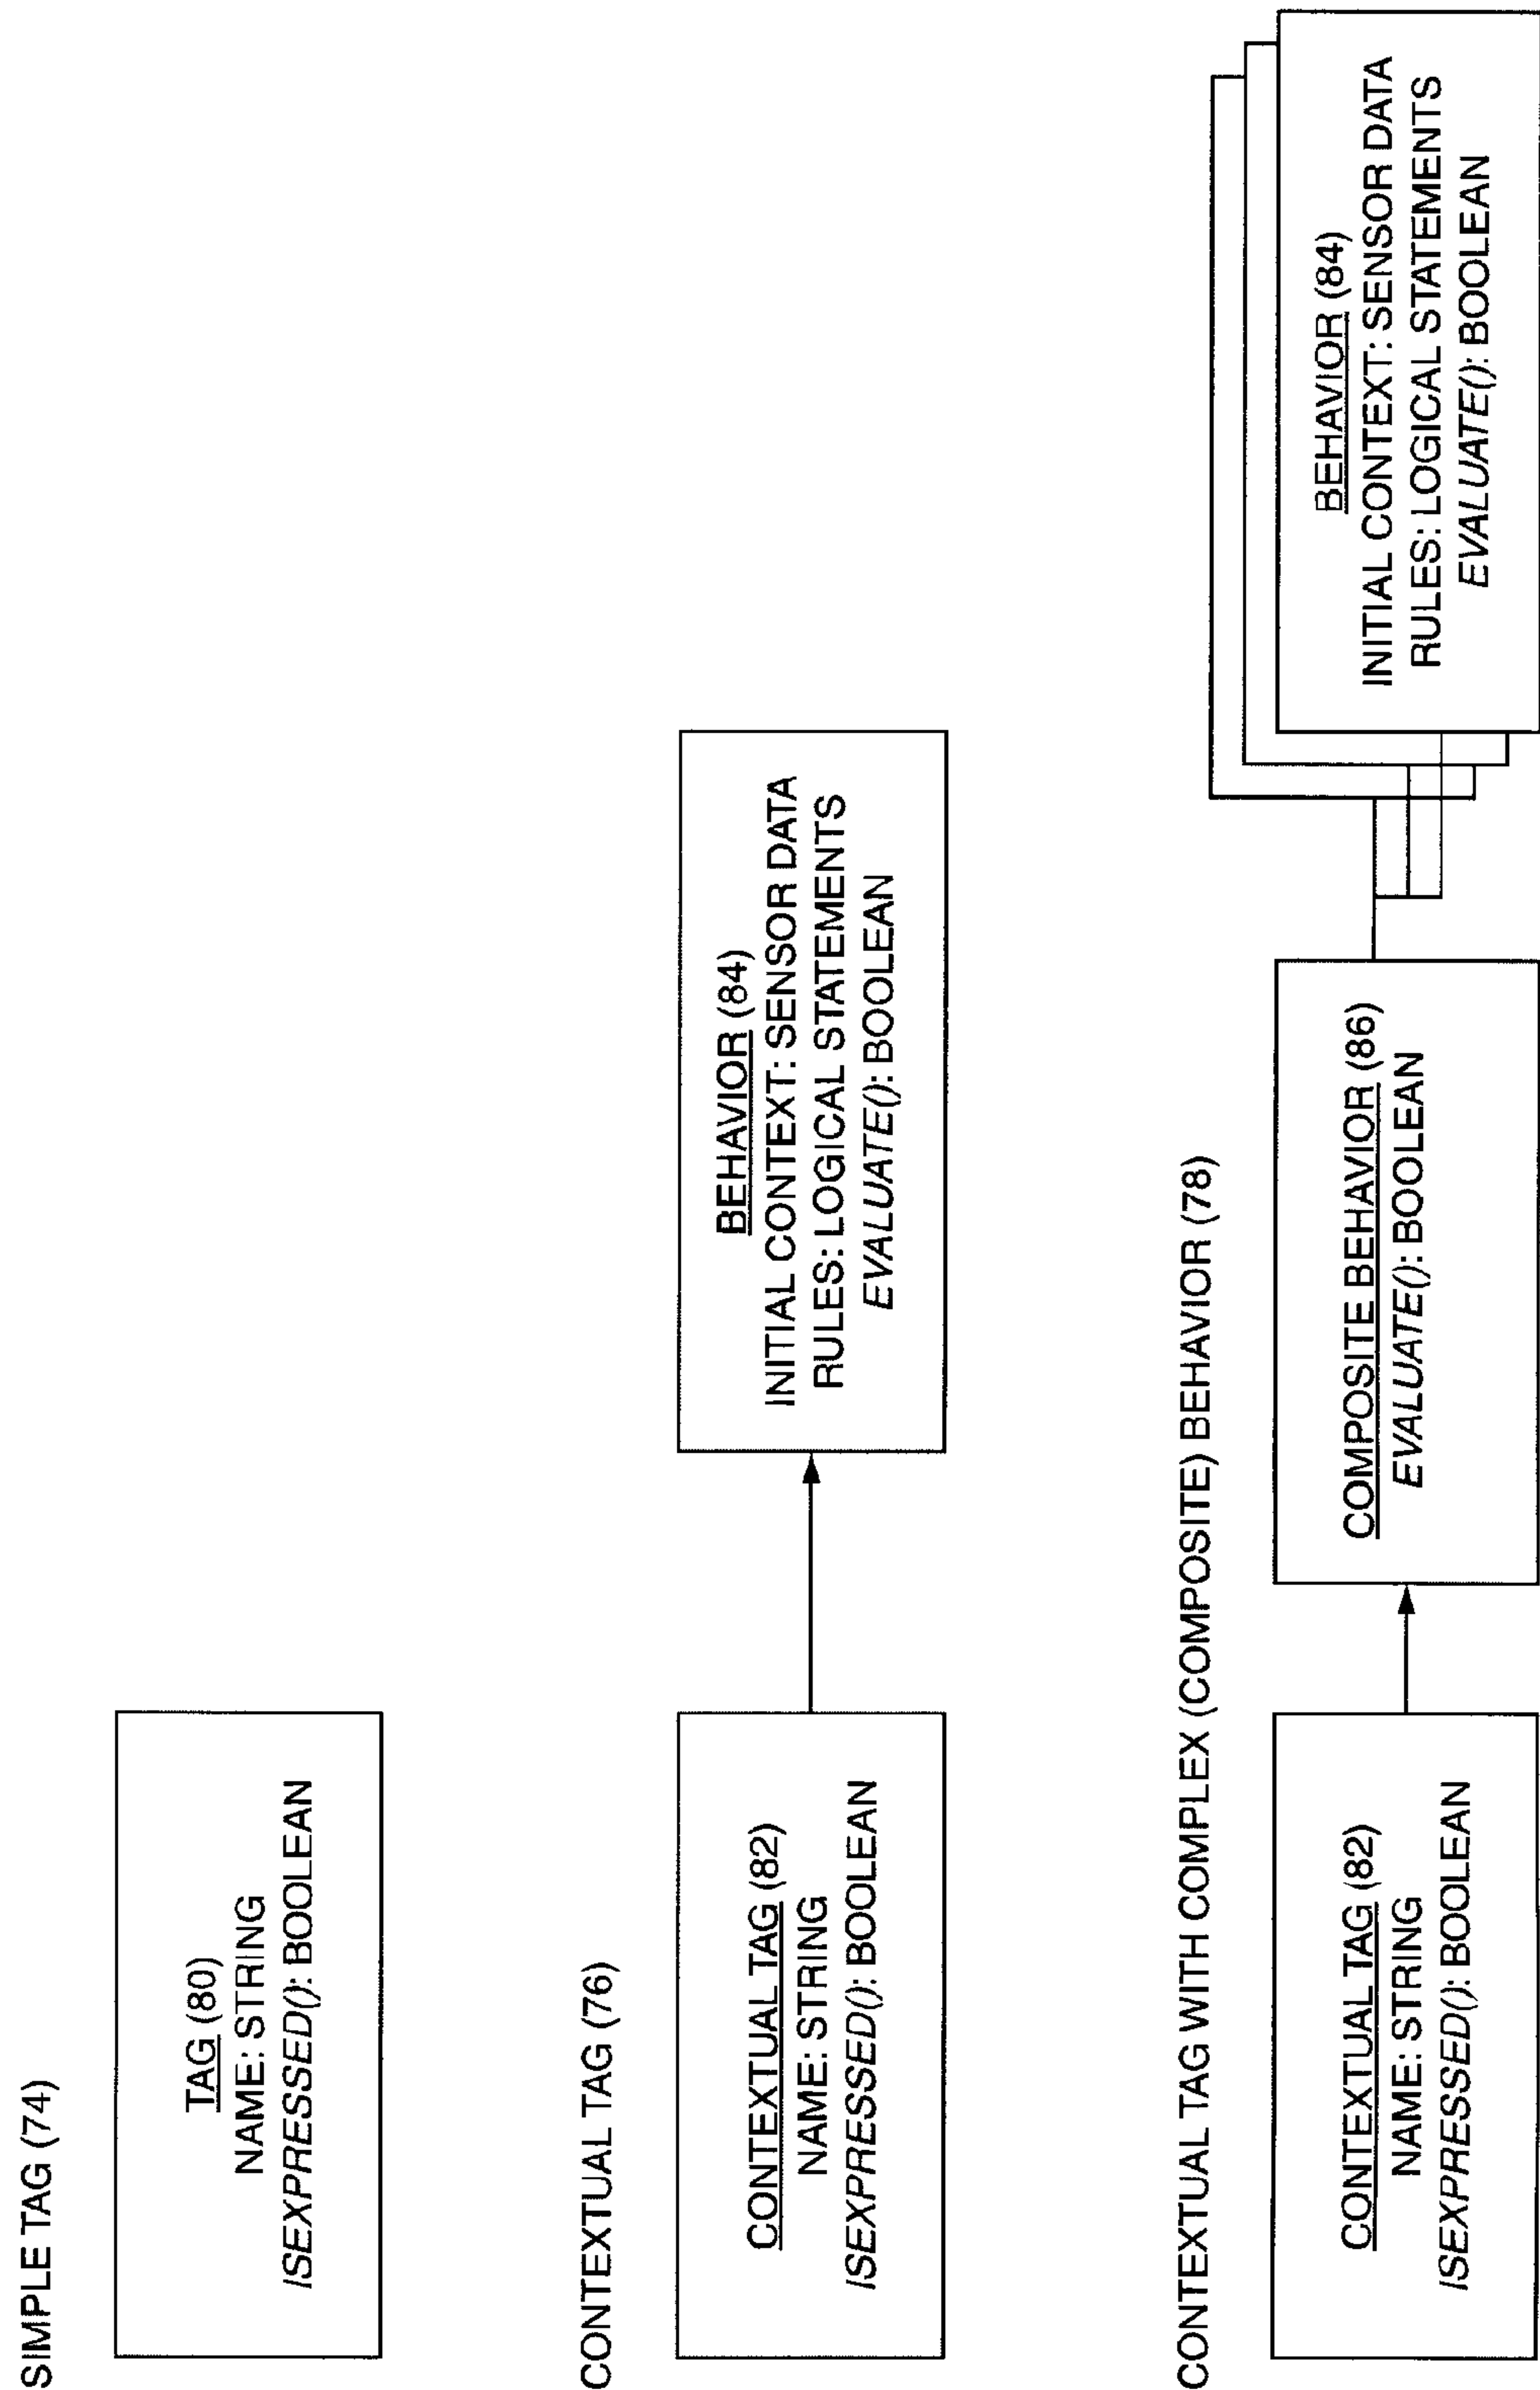 SIMPLE TAG (74)
TAG (80)
NAME: STRING
ISEXPRESSED(): BOOLEAN
CONTEXTUAL TAG (76)
CONTEXTUAL TAG (82)
NAME: STRING
ISEXPRESSED(): BOOLEAN
BEHAVIOR (84)
INITIAL CONTEXT: SENSOR DATA
RULES: LOGICAL STATEMENTS
EVALUATE(): BOOLEAN
CONTEXTUAL TAG WITH COMPLEX (COMPOSITE) BEHAVIOR (78)
CONTEXTUAL TAG (82)
NAME: STRING
ISEXPRESSED(): BOOLEAN
COMPOSITE BEHAVIOR (86)
EVALUATE(): BOOLEAN
BEHAVIOR (84)
INITIAL CONTEXT: SENSOR DATA
RULES: LOGICAL STATEMENTS
EVALUATE(): BOOLEAN